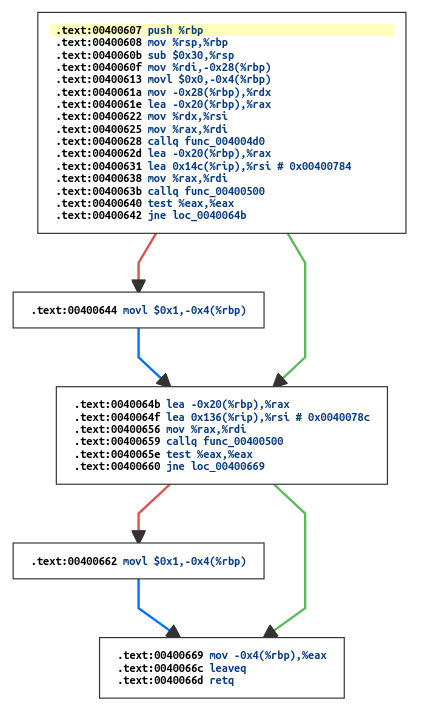 .text:00400607 push %rbp
.text:00400608 mov %rsp,%rbp
.text:0040060b sub $0x30,%rsp
.text:0040060f mov %rdi,-0x28(%rbp)
.text:00400613 movl $0x0,-0x4(%rbp)
.text:0040061a mov -0x28(%rbp),%rdx
.text:0040061e lea -0x20(%rbp),%rax
.text:00400622 mov %rdx,%rsi
.text:00400625 mov %rax,%rdi
.text:00400628 callq func_004004d0
.text:0040062d lea -0x20(%rbp),%rax
.text:00400631 lea 0x14c(%rip),%rsi # 0x00400784
.text:00400638 mov %rax,%rdi
.text:0040063b callq func_00400500
.text:00400640 test %eax,%eax
.text:00400642 jne loc_0040064b
.text:00400644 movl $0x1,-0x4(%rbp)
.text:0040064b lea -0x20(%rbp),%rax
.text:0040064f lea 0x136(%rip),%rsi # 0x0040078c
.text:00400656 mov %rax,%rdi
.text:00400659 callq func_00400500
.text:0040065e test %eax,%eax
.text:00400660 jne loc_00400669
.text:00400662 movl $0x1,-0x4(%rbp)
.text:00400669 mov -0x4(%rbp),%eax
.text:0040066c leaveq
.text:0040066d retq